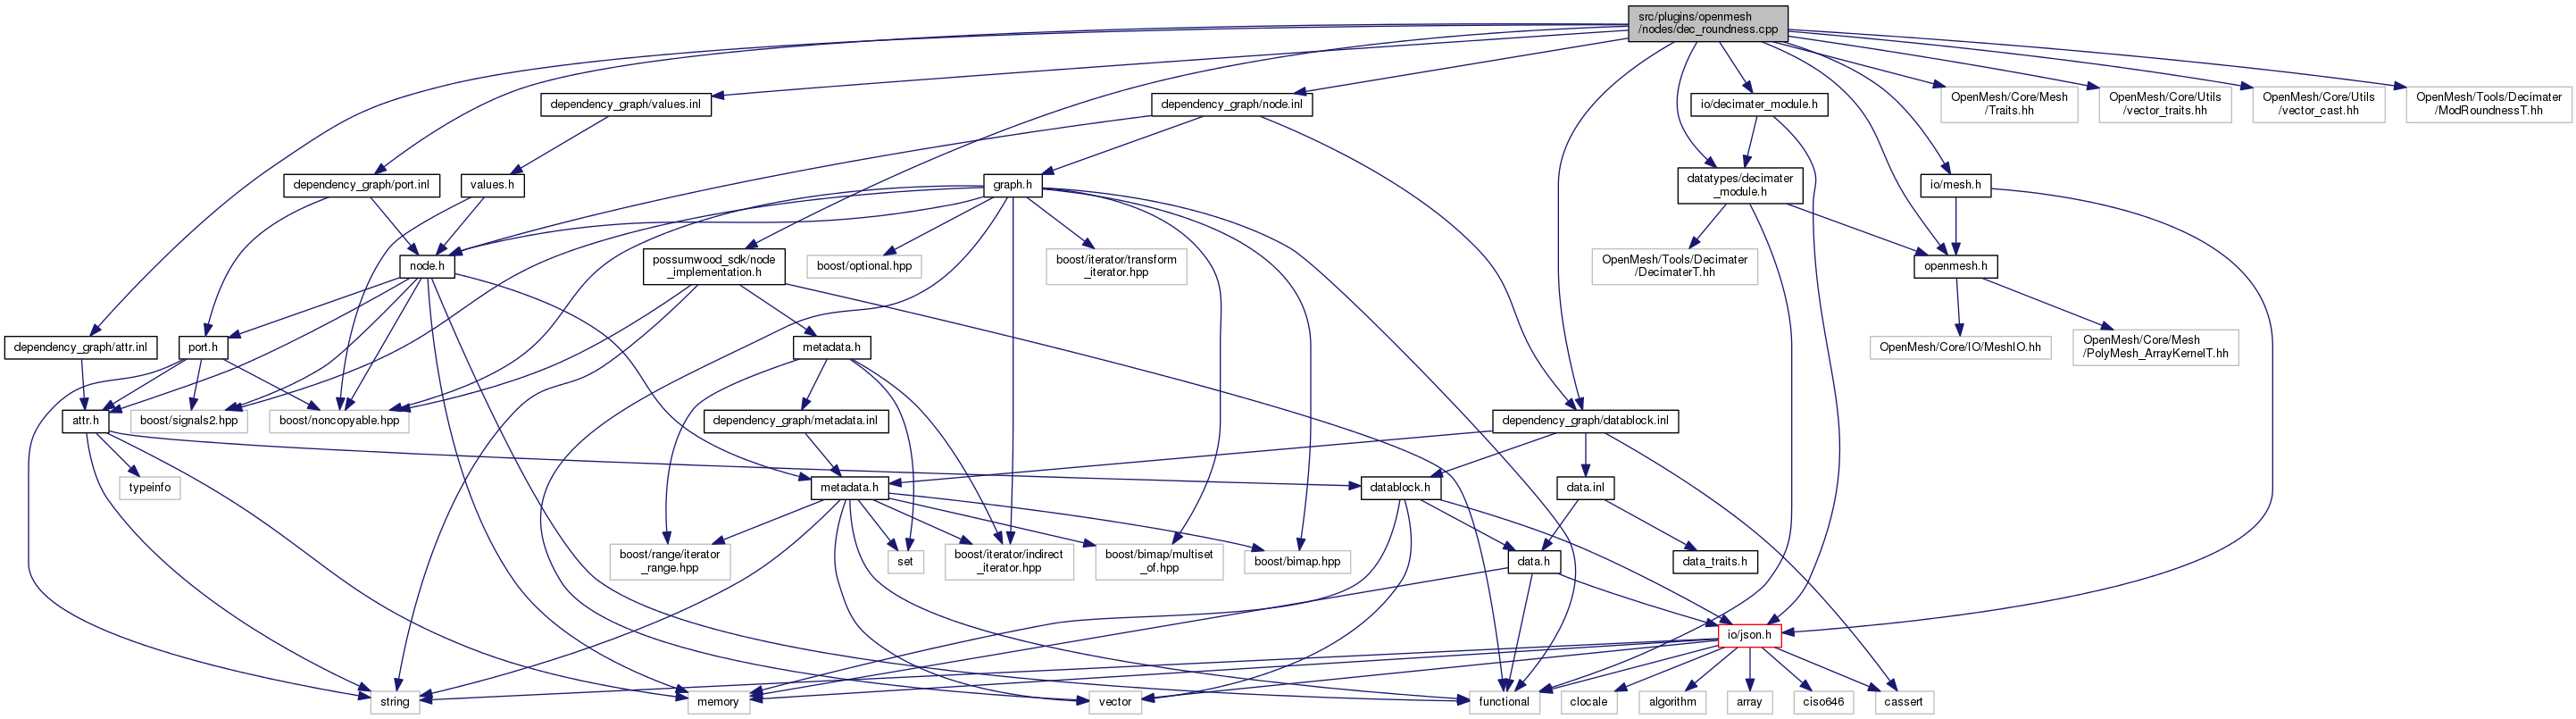 src/plugins/openmesh
/nodes/dec_roundness.cpp
dependency_graph/values.inl
dependency_graph/node.inl
io/decimater_module.h
OpenMesh/Core/Mesh
/Traits.hh
OpenMesh/Core/Utils
/vector_traits.hh
OpenMesh/Core/Utils
/vector_cast.hh
OpenMesh/Tools/Decimater
/ModRoundnessT.hh
dependency_graph/port.inl
values.h
graph.h
datatypes/decimater
_module.h
io/mesh.h
node.h
possumwood_sdk/node
_implementation.h
boost/optional.hpp
boost/iterator/transform
_iterator.hpp
OpenMesh/Tools/Decimater
/DecimaterT.hh
openmesh.h
dependency_graph/attr.inl
port.h
metadata.h
OpenMesh/Core/IO/MeshIO.hh
OpenMesh/Core/Mesh
/PolyMesh_ArrayKernelT.hh
attr.h
boost/signals2.hpp
boost/noncopyable.hpp
dependency_graph/metadata.inl
dependency_graph/datablock.inl
typeinfo
metadata.h
datablock.h
data.inl
boost/range/iterator
_range.hpp
set
boost/iterator/indirect
_iterator.hpp
boost/bimap/multiset
_of.hpp
boost/bimap.hpp
data.h
data_traits.h
io/json.h
string
memory
vector
functional
clocale
algorithm
array
ciso646
cassert